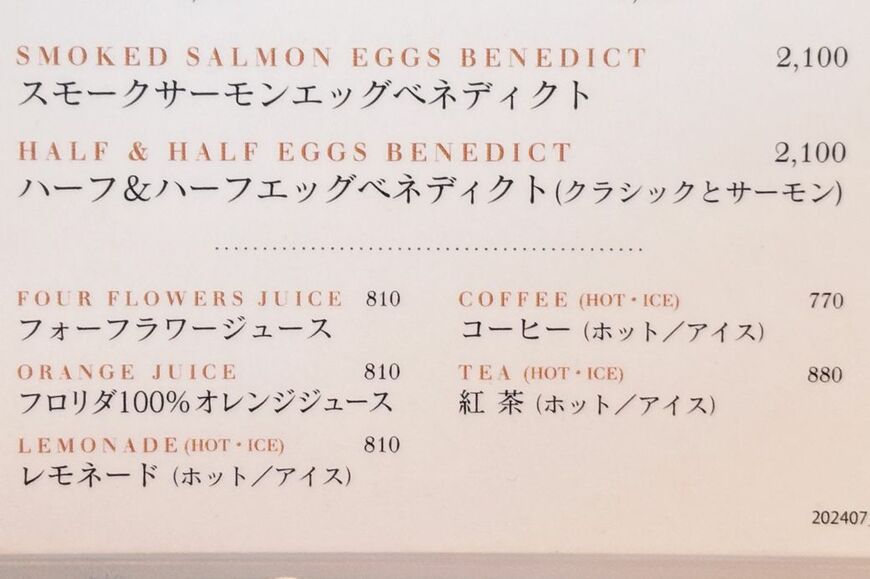 SMOKED SALMON EGGS BENEDICT 2,100
スモークサーモンエッグベネディクト
HALF & HALF EGGS BENEDICT 2,100
ハーフ＆ハーフエッグベネディクト(クラシックとサーモン)
FOUR FLOWERS JUICE 810
フォーフラワージュース
ORANGE JUICE 810
フロリダ100%オレンジジュース
LEMONADE (HOT・ICE) 810
レモネード (ホット／アイス)
COFFEE (HOT・ICE) 770
コーヒー (ホット／アイス)
TEA (HOT・ICE) 880
紅 茶 (ホット／アイス)
202407